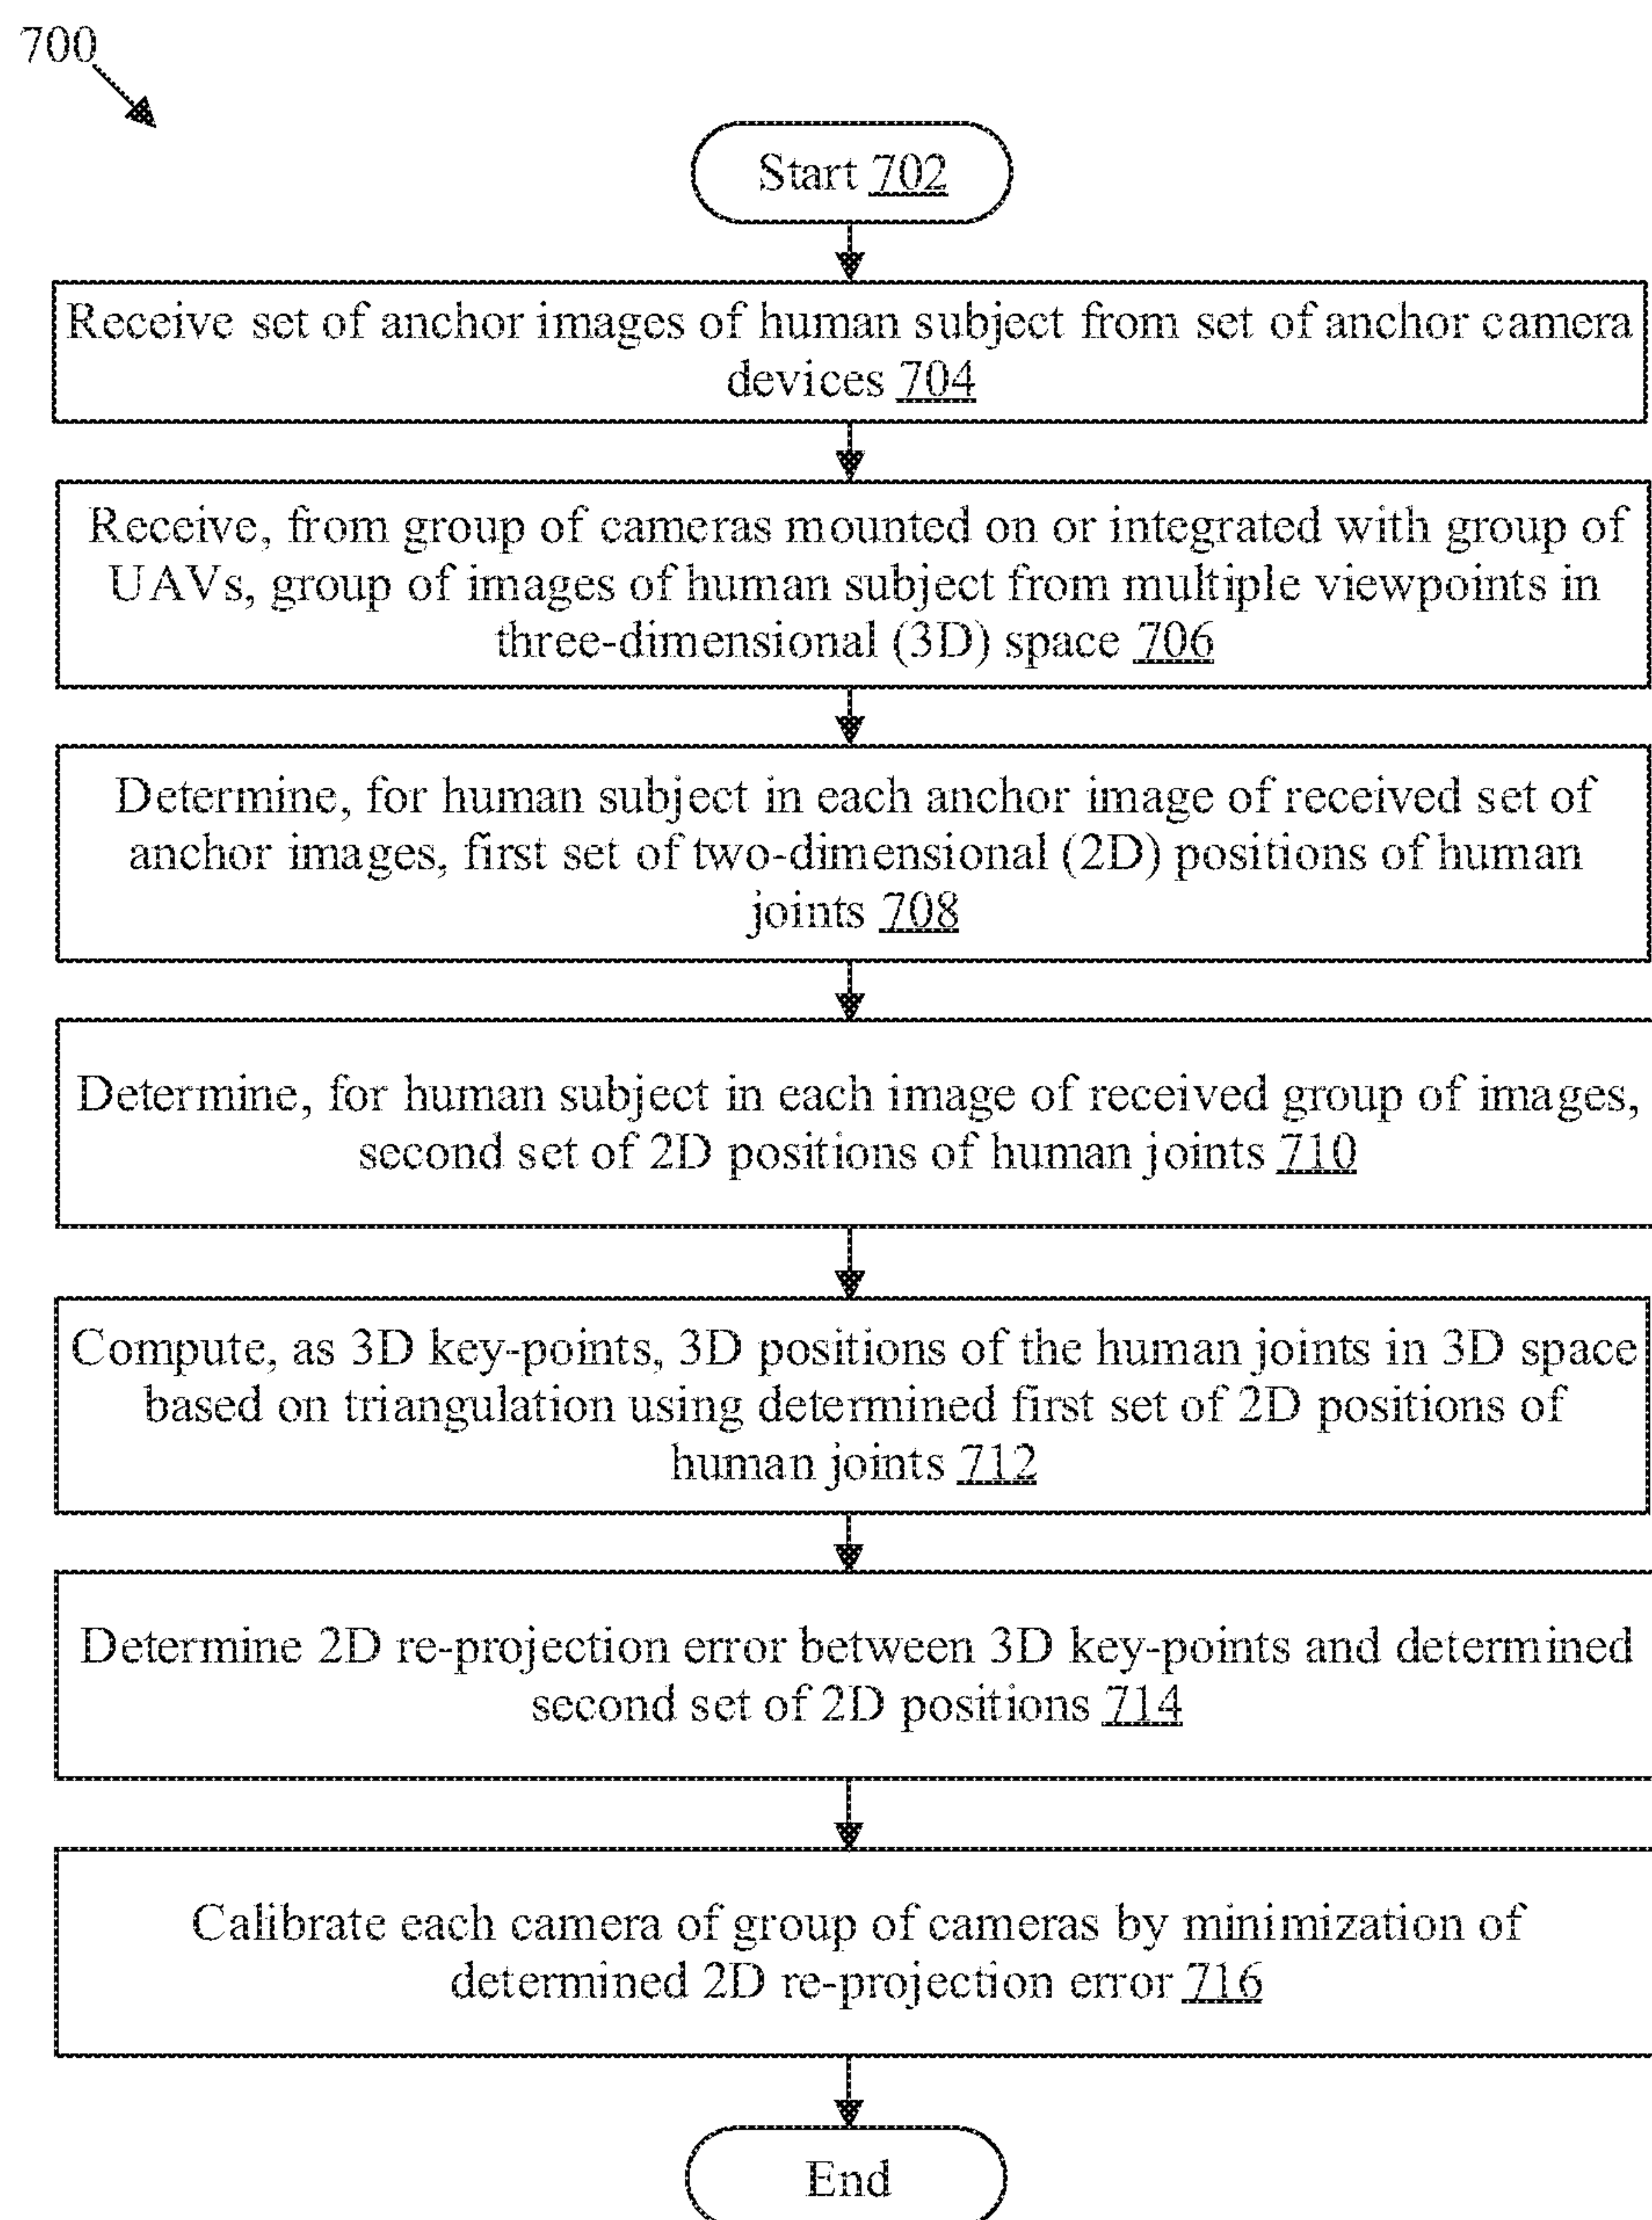 700
Start 702
Receive set of anchor images of human subject from set of anchor camera
devices 704
Receive, from group of cameras mounted on or integrated with group of
UAVs, group of images of human subject from multiple viewpoints in
three-dimensional (3D) space 706
Determine, for human subject in each anchor image of received set of
anchor images, first set of two-dimensional (2D) positions of human
joints 708
Determine, for human subject in each image of received group of images,
second set of 2D positions of human joints 710
Compute, as 3D key-points, 3D positions of the human joints in 3D space
based on triangulation using determined first set of 2D positions of
human joints 712
Determine 2D re-projection error between 3D key-points and determined
second set of 2D positions 714
Calibrate each camera of group of cameras by minimization of
determined 2D re-projection error 716
End